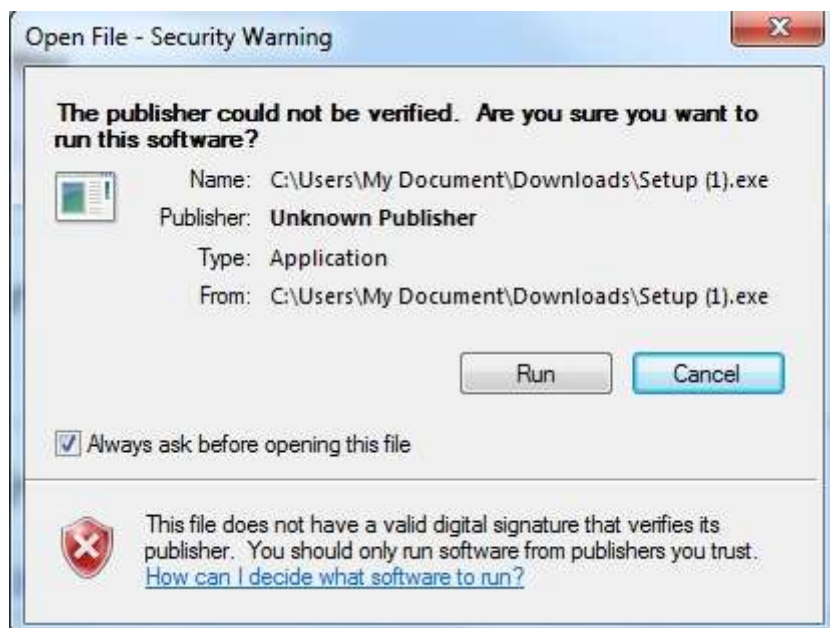 Open File - Security Warning
The publisher could not be verified.  Are you sure you want to
run this software?
Name: C:\Users\My Document\Downloads\Setup (1).exe
Publisher: Unknown Publisher
Type: Application
From: C:\Users\My Document\Downloads\Setup (1).exe
Run Cancel
Always ask before opening this file
This file does not have a valid digital signature that verifies its
publisher.  You should only run software from publishers you trust.
How can I decide what software to run?